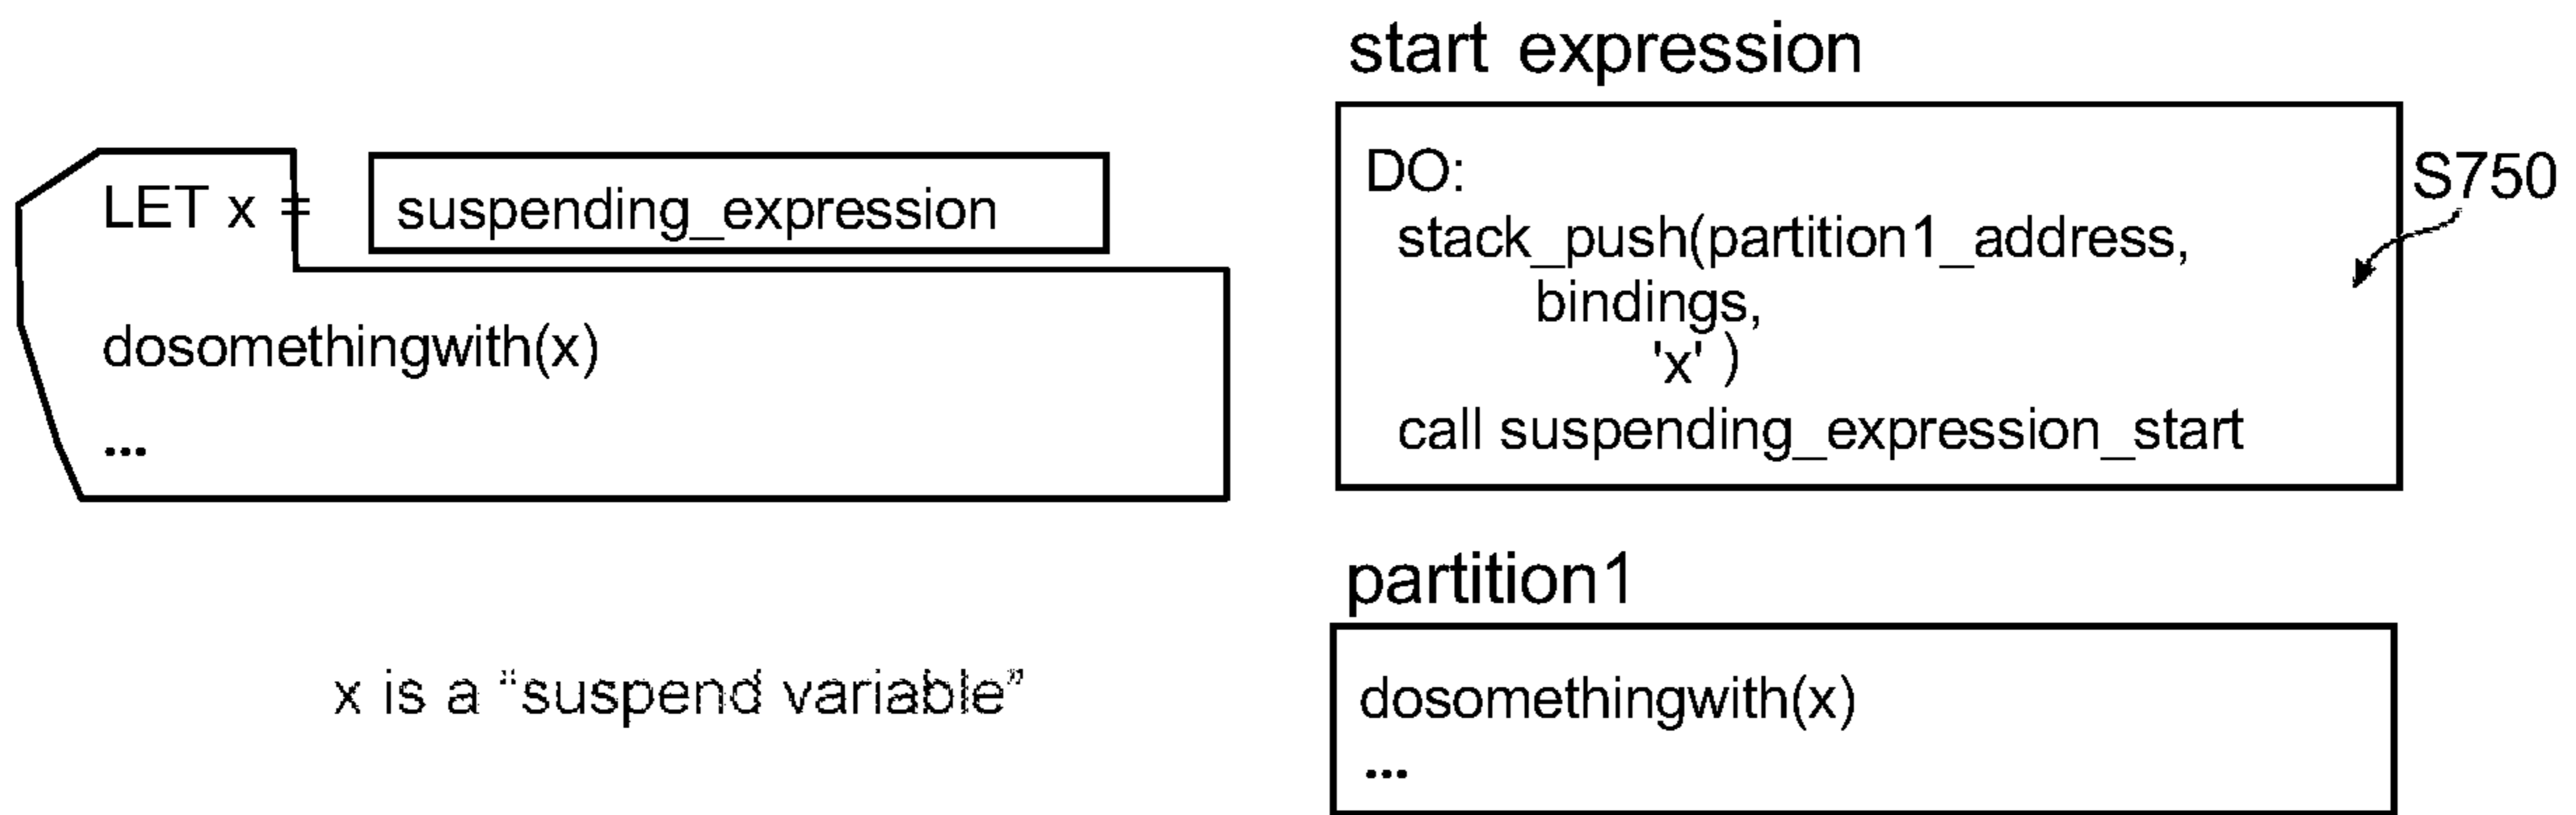 LET x =
suspending_expression
dosomethingwith(x)
...
x is a “suspend variable”
start expression
DO:
stack_push(partition1_address,
bindings,
'x' )
call suspending_expression_start
S750
partition1
dosomethingwith(x)
...